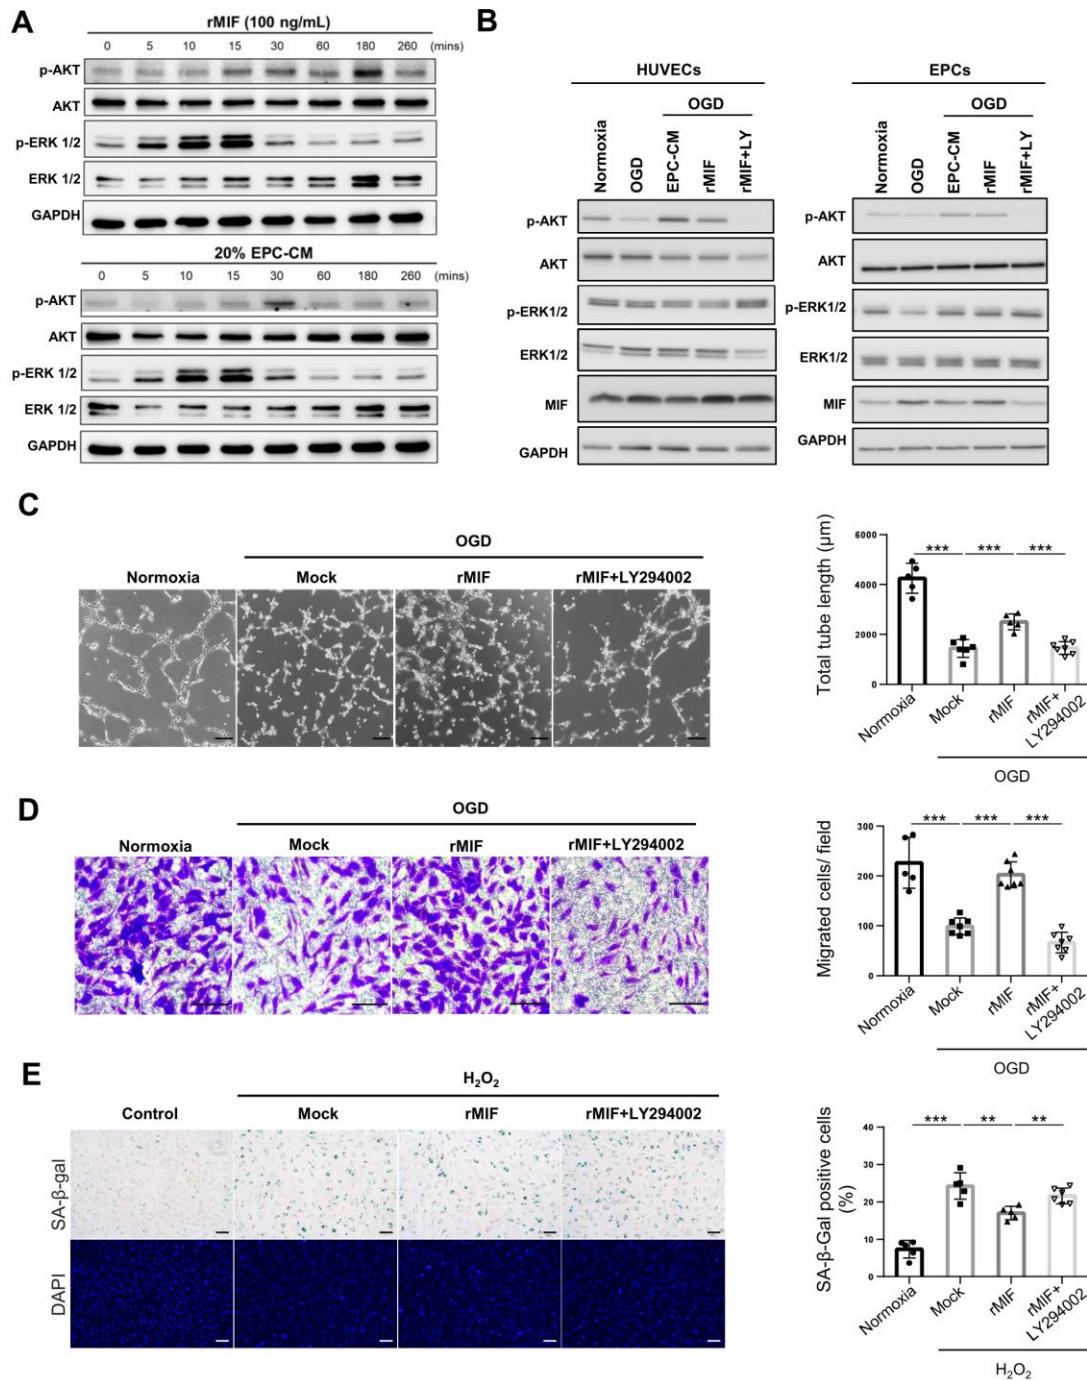 A
rMIF (100 ng/mL)
0 5 10 15 30 60 180 260 (mins)
p-AKT
AKT
p-ERK 1/2
ERK 1/2
GAPDH
20% EPC-CM
0 5 10 15 30 60 180 260 (mins)
p-AKT
AKT
p-ERK 1/2
ERK 1/2
GAPDH
B
HUVECs
OGD
Normoxia OGD EPC-CM rMIF rMIF+LY
p-AKT
AKT
p-ERK1/2
ERK1/2
MIF
GAPDH
EPCs
OGD
Normoxia OGD EPC-CM rMIF rMIF+LY
p-AKT
AKT
p-ERK1/2
ERK1/2
MIF
GAPDH
C
OGD
Normoxia Mock rMIF rMIF+LY294002
Total tube length (μm)
6000
4000
2000
0
*** *** ***
Normoxia Mock rMIF rMIF+
LY294002
OGD
D
OGD
Normoxia Mock rMIF rMIF+LY294002
Migrated cells/ field
300
200
100
0
*** *** ***
Normoxia Mock rMIF rMIF+
LY294002
OGD
E
H₂O₂
Control Mock rMIF rMIF+LY294002
SA-β-gal
DAPI
SA-β-Gal positive cells
(%)
40
30
20
10
0
*** ** **
Normoxia Mock rMIF rMIF+
LY294002
H₂O₂